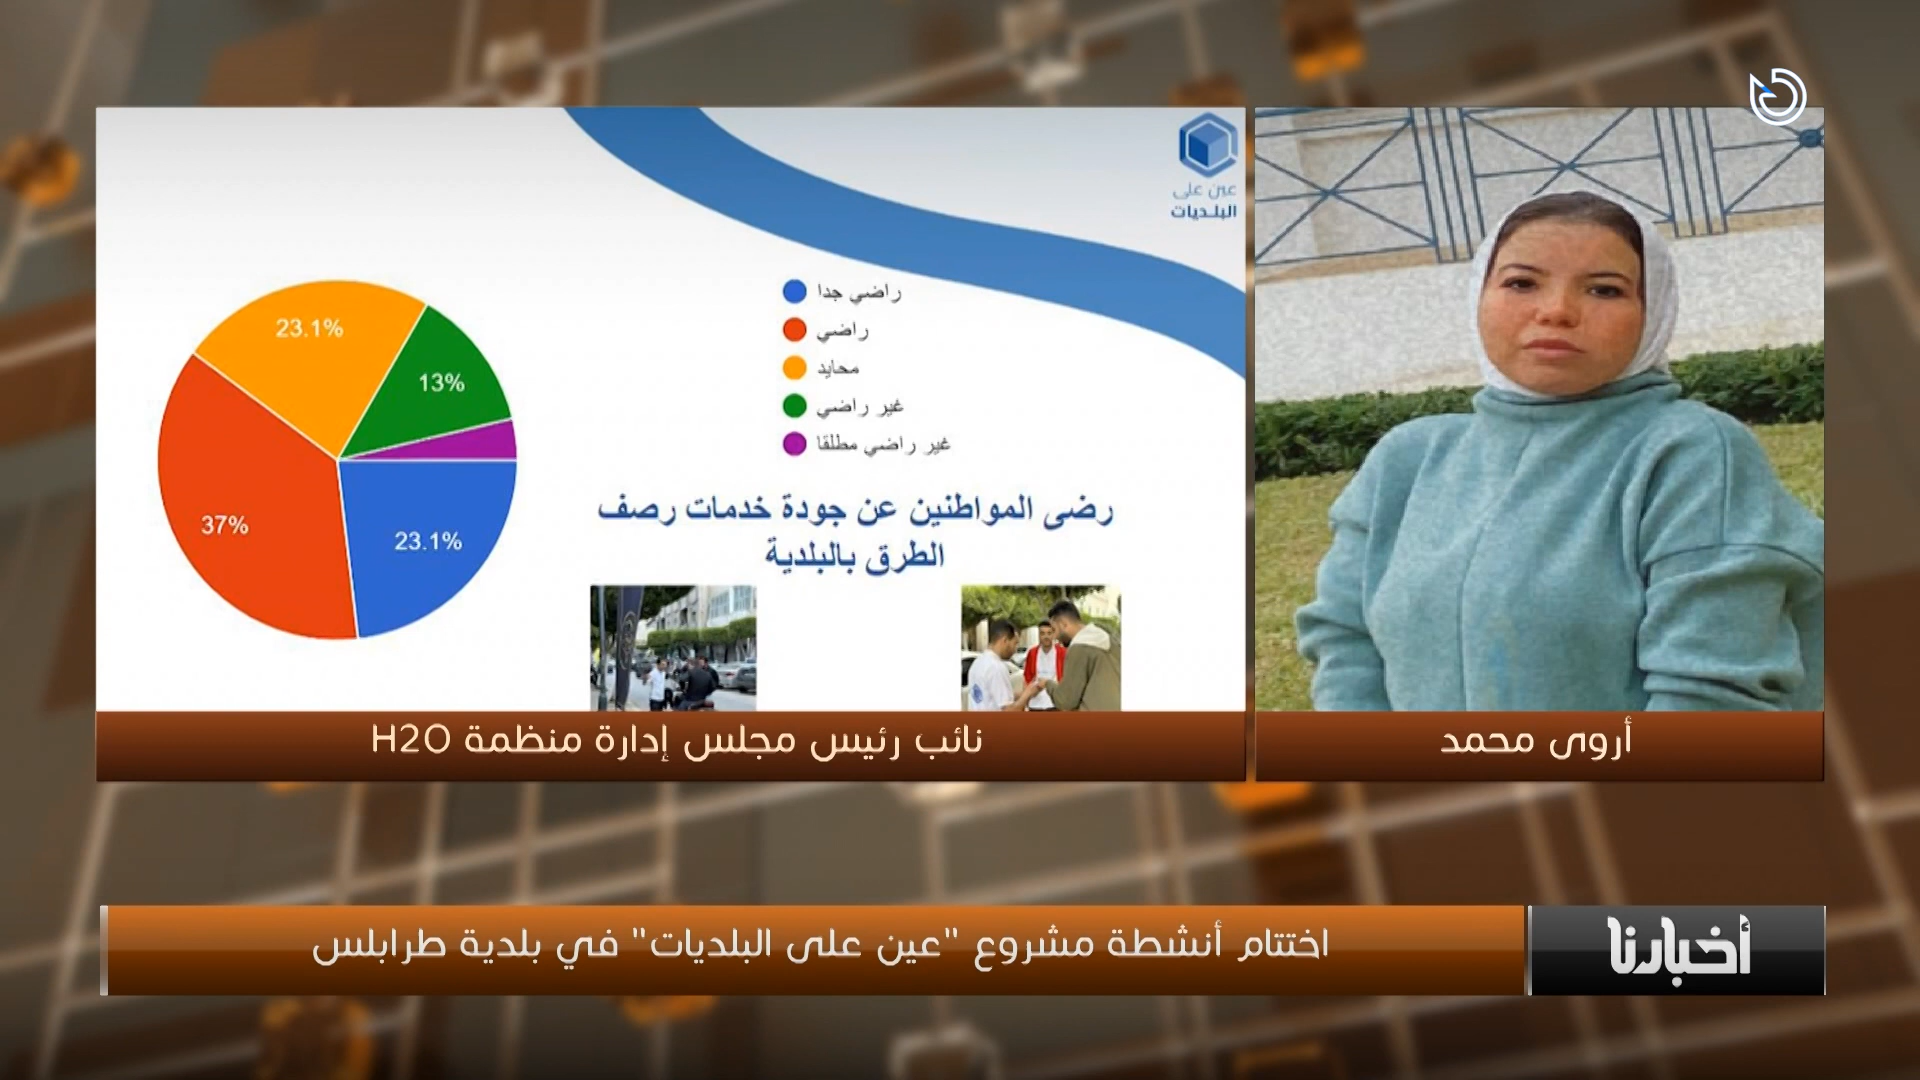 عين على
البلديات
راضي جدا
راضي
محايد
غير راضي
غير راضي مطلقا
23.1%
13%
37%
23.1%
رضى المواطنين عن جودة خدمات رصف
الطرق بالبلدية
أروى محمد
نائب رئيس مجلس إدارة منظمة H2O
أخبارنا
اختتام أنشطة مشروع "عين على البلديات" في بلدية طرابلس